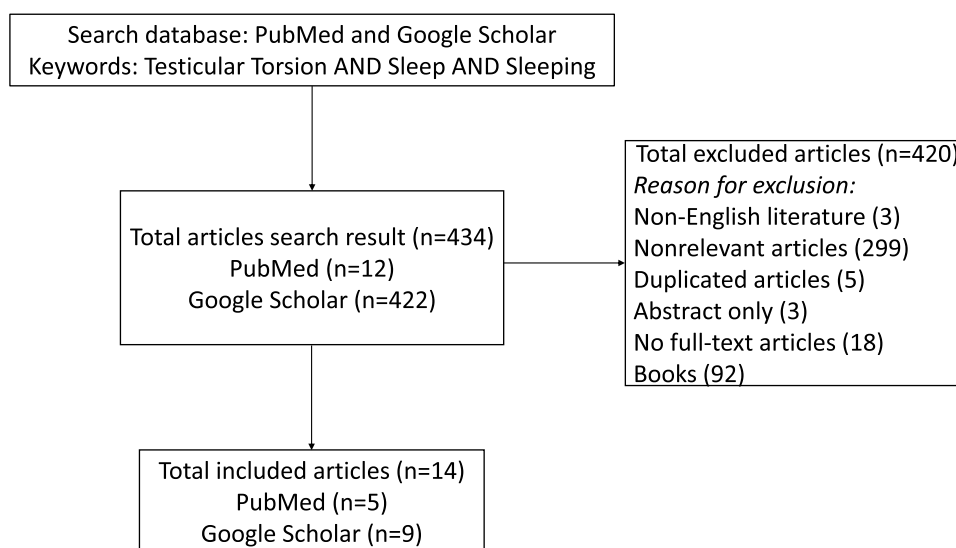 Search database: PubMed and Google Scholar
Keywords: Testicular Torsion AND Sleep AND Sleeping
Total articles search result (n=434)
PubMed (n=12)
Google Scholar (n=422)
Total excluded articles (n=420)
Reason for exclusion:
Non-English literature (3)
Nonrelevant articles (299)
Duplicated articles (5)
Abstract only (3)
No full-text articles (18)
Books (92)
Total included articles (n=14)
PubMed (n=5)
Google Scholar (n=9)